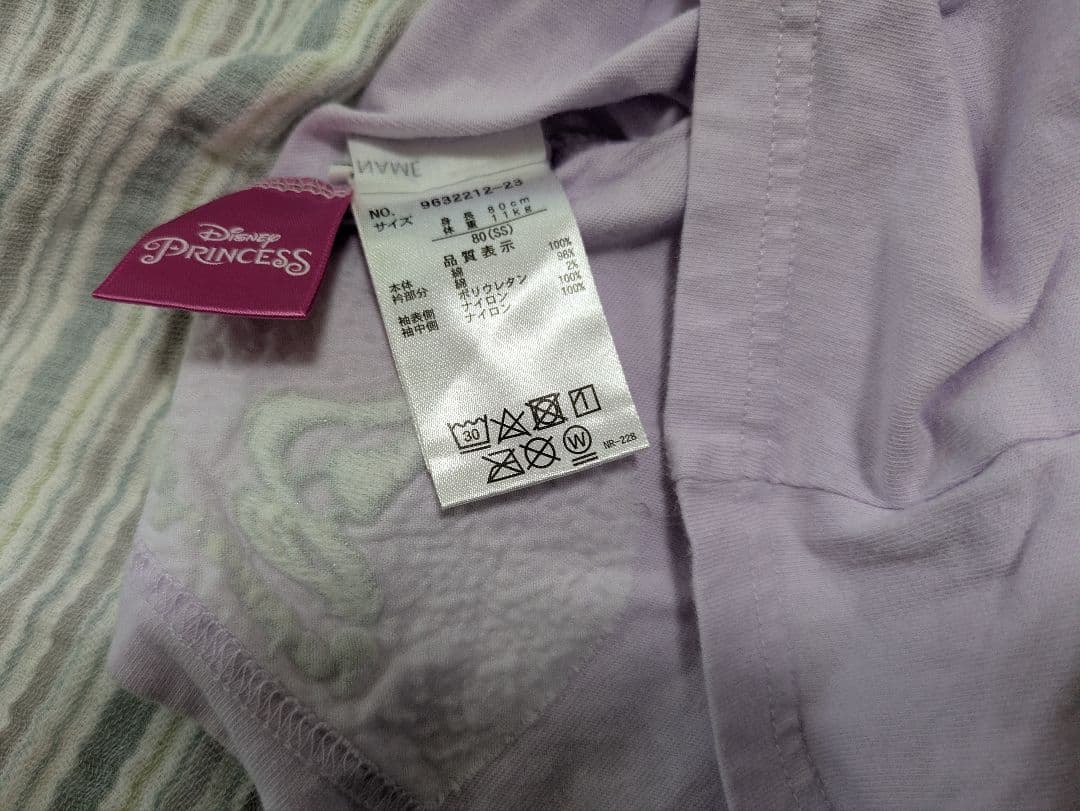 NAME
DISNEY
PRINCESS
NO. 9632212-23
サイズ 身長 80cm
体重 11kg
80(SS)
品質表示
本体 綿 100%
衿部分 綿 98%
ポリウレタン 2%
袖表側 ナイロン 100%
袖中側 ナイロン 100%
30
W
NR-228